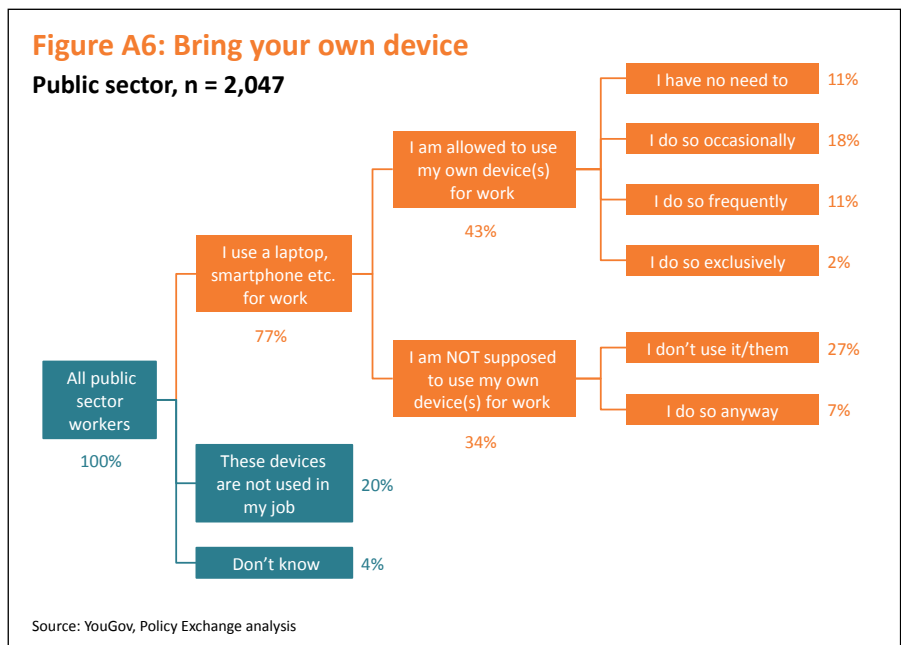 Figure A6: Bring your own device
Public sector, n = 2,047
I have no need to 11%
I do so occasionally 18%
I am allowed to use
my own device(s)
for work
43%
I do so frequently 11%
I do so exclusively 2%
I use a laptop,
smartphone etc.
for work
77%
I am NOT supposed
to use my own
device(s) for work
34%
I don’t use it/them 27%
I do so anyway 7%
All public
sector
workers
100%
These devices
are not used in
my job
20%
Don’t know 4%
Source: YouGov, Policy Exchange analysis